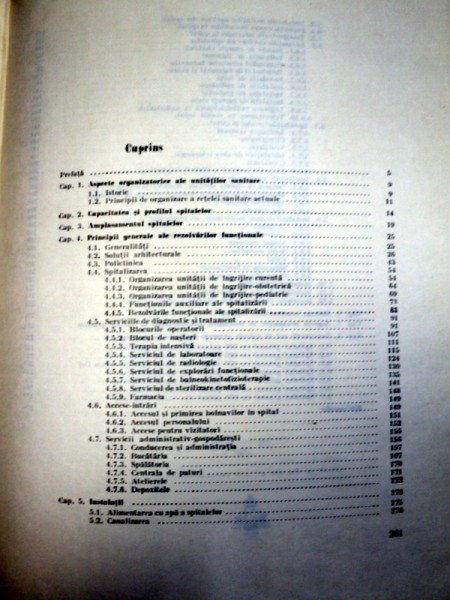 Cuprins
Prefață 5
Cap. 1. Aspecte organizatorice ale unităților sanitare 9
1.1. Istoric 9
1.2. Principii de organizare a rețelei sanitare actuale 11
Cap. 2. Capacitatea și profilul spitalelor 14
Cap. 3. Amplasamentul spitalelor 19
Cap. 4. Principii generale ale rezolvărilor funcționale 25
4.1. Generalități 25
4.2. Soluții arhitecturale 26
4.3. Policlinica 43
4.4. Spitalizarea 54
4.4.1. Organizarea unității de îngrijire curentă 54
4.4.2. Organizarea unității de îngrijire-obstetrică 64
4.4.3. Organizarea unității de îngrijire-pediatrie 69
4.4.4. Funcțiunile auxiliare ale spitalizării 73
4.4.5. Rezolvările funcționale ale spitalizării 81
4.5. Serviciile de diagnostic și tratament 91
4.5.1. Blocurile operatorii 91
4.5.2. Blocul de nașteri 107
4.5.3. Terapia intensivă 111
4.5.4. Serviciul de laboratoare 115
4.5.5. Serviciul de radiologie 124
4.5.6. Serviciul de explorări funcționale 130
4.5.7. Serviciul de balneokinetofizioterapie 135
4.5.8. Serviciul de sterilizare centrală 141
4.5.9. Farmacia 148
4.6. Accese-intrări 149
4.6.1. Accesul și primirea bolnavilor în spital 149
4.6.2. Accesul personalului 151
4.6.3. Accese pentru vizitatori 152
4.7. Servicii administrativ-gospodărești 156
4.7.1. Conducerea și administrația 156
4.7.2. Bucătăria 157
4.7.3. Spălătoria 167
4.7.4. Centrala de paturi 170
4.7.5. Atelierele 171
4.7.6. Depozitele 172
Cap. 5. Instalații
5.1. Alimentarea cu apă a spitalelor
5.2. Canalizarea